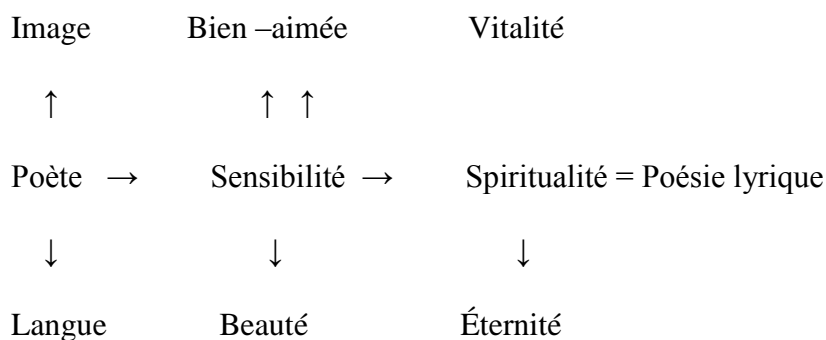 Image Bien –aimée Vitalité
↑ ↑ ↑
Poète → Sensibilité → Spiritualité = Poésie lyrique
↓ ↓ ↓
Langue Beauté Éternité